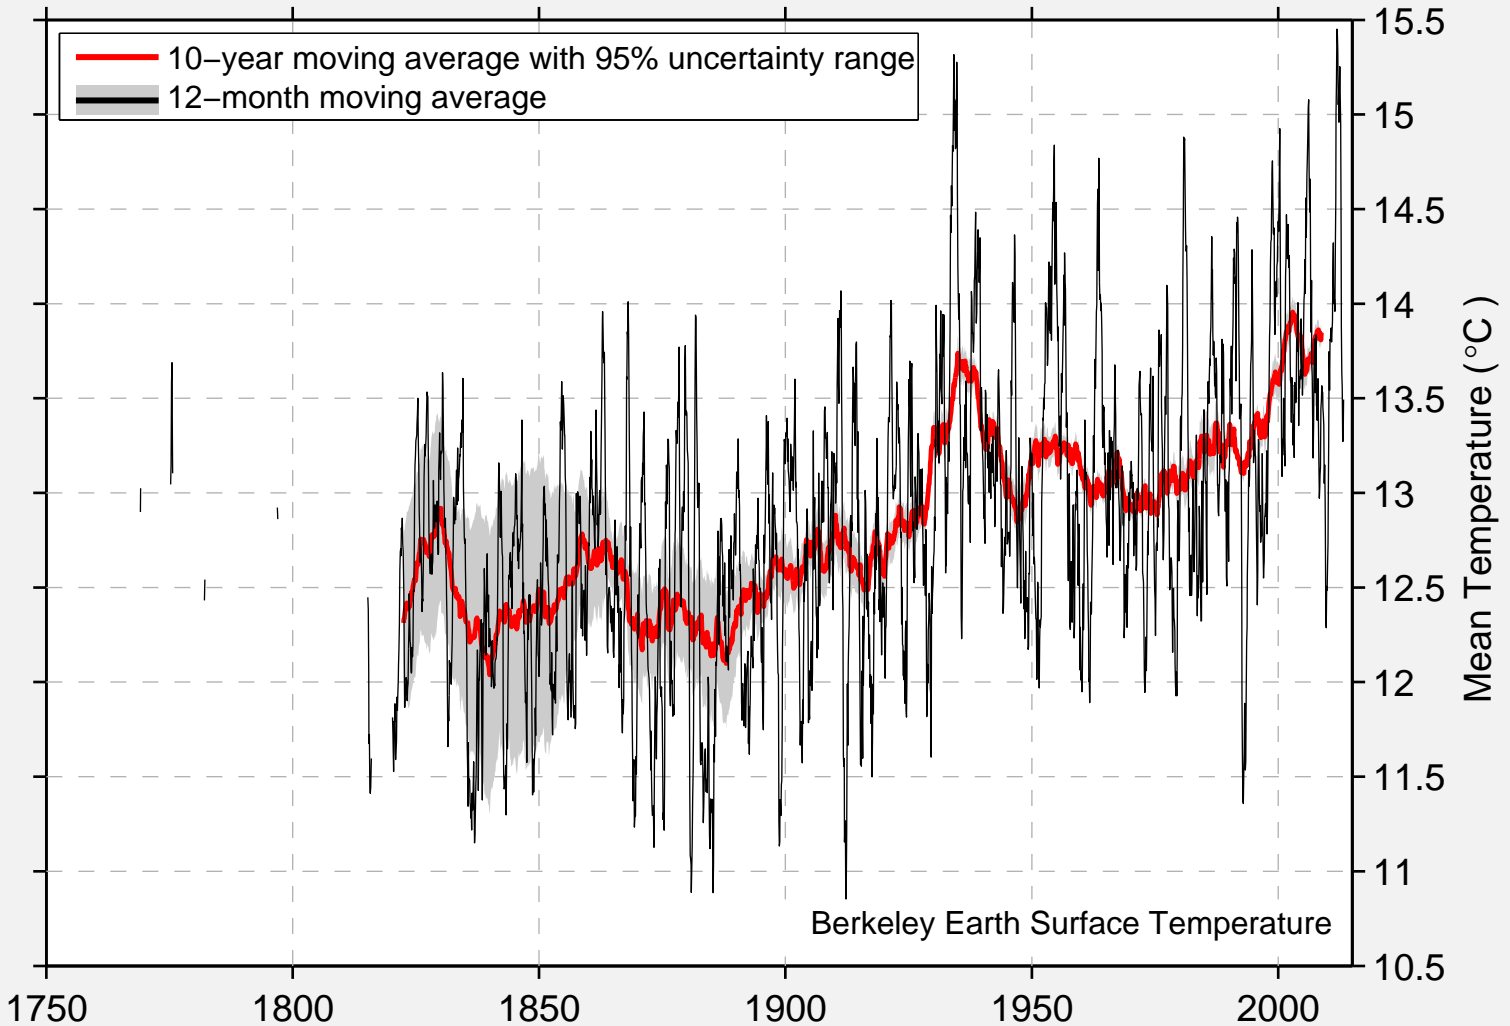 10−year moving average with 95% uncertainty range
12−month moving average
15.5
15
14.5
14
13.5
13
12.5
12
11.5
11
10.5
Mean Temperature (°C )
Berkeley Earth Surface Temperature
1750 1800 1850 1900 1950 2000